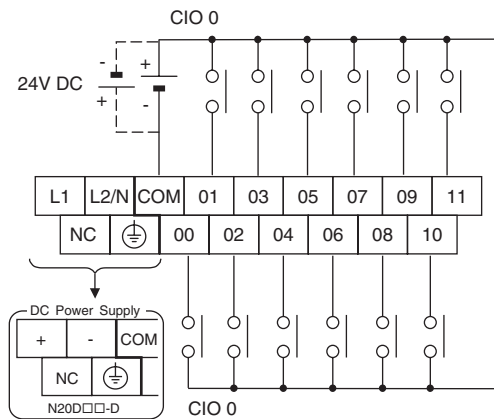 CIO 0
- +
24V DC
+ -
L1 L2/N COM 01 03 05 07 09 11
NC 00 02 04 06 08 10
DC Power Supply
+ - COM
NC
N20D□□-D
CIO 0